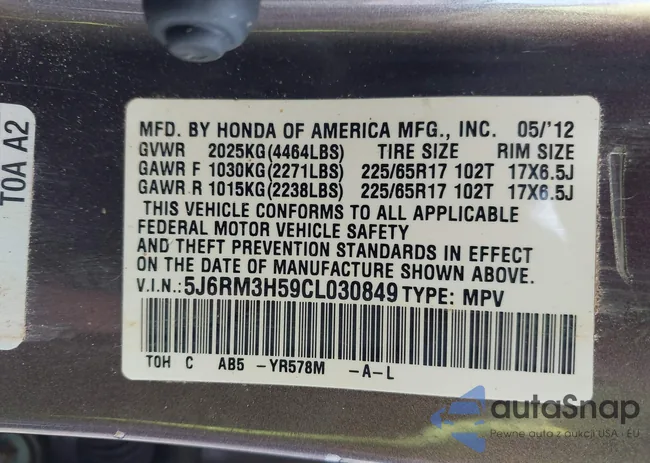 T0A A2
MFD. BY HONDA OF AMERICA MFG., INC. 05/'12
GVWR 2025KG(4464LBS) TIRE SIZE RIM SIZE
GAWR F 1030KG(2271LBS) 225/65R17 102T 17X6.5J
GAWR R 1015KG(2238LBS) 225/65R17 102T 17X6.5J
THIS VEHICLE CONFORMS TO ALL APPLICABLE
FEDERAL MOTOR VEHICLE SAFETY
AND THEFT PREVENTION STANDARDS IN EFFECT
ON THE DATE OF MANUFACTURE SHOWN ABOVE.
V.I.N.: 5J6RM3H59CL030849 TYPE: MPV
TOH C AB5 -YR578M -A-L
autaSnap
Pewne auto z aukcji USA - EU